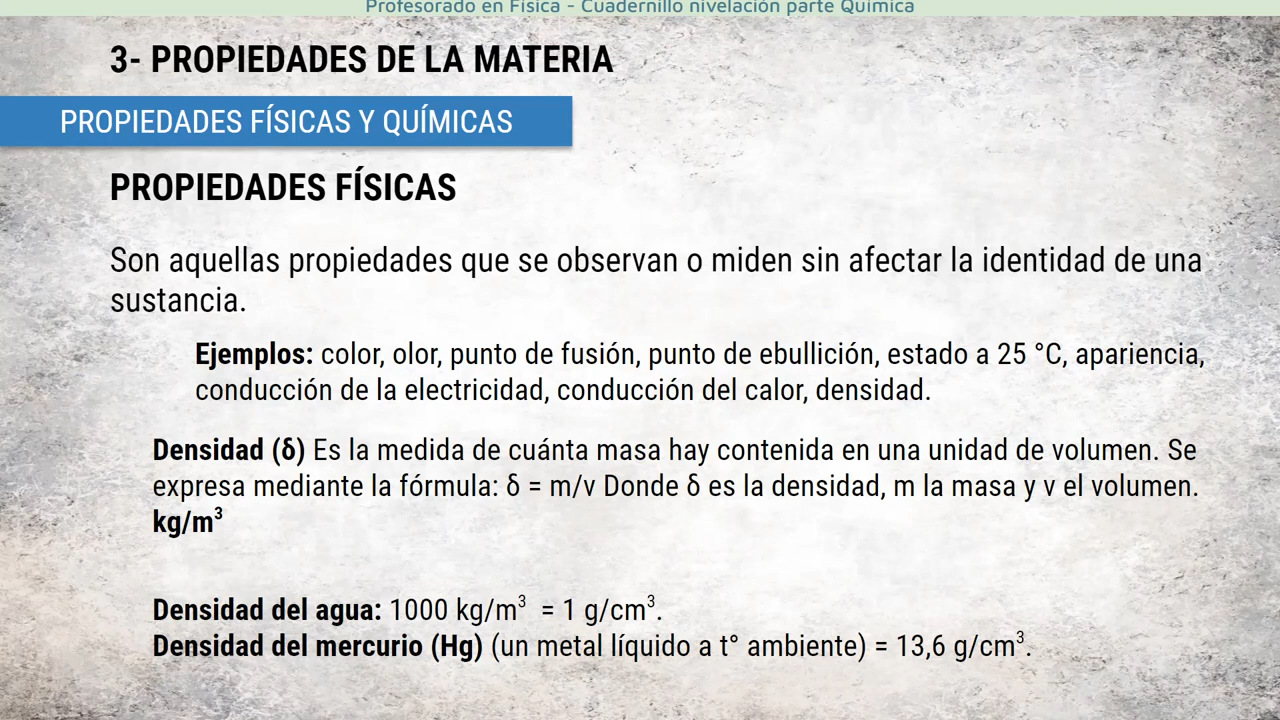 Profesorado en Física - Cuadernillo nivelación parte Química
3- PROPIEDADES DE LA MATERIA
PROPIEDADES FÍSICAS Y QUÍMICAS
PROPIEDADES FÍSICAS
Son aquellas propiedades que se observan o miden sin afectar la identidad de una
sustancia.
Ejemplos: color, olor, punto de fusión, punto de ebullición, estado a 25 °C, apariencia,
conducción de la electricidad, conducción del calor, densidad.
Densidad (δ) Es la medida de cuánta masa hay contenida en una unidad de volumen. Se
expresa mediante la fórmula: δ = m/v Donde δ es la densidad, m la masa y v el volumen.
kg/m³
Densidad del agua: 1000 kg/m³ = 1 g/cm³.
Densidad del mercurio (Hg) (un metal líquido a t° ambiente) = 13,6 g/cm³.